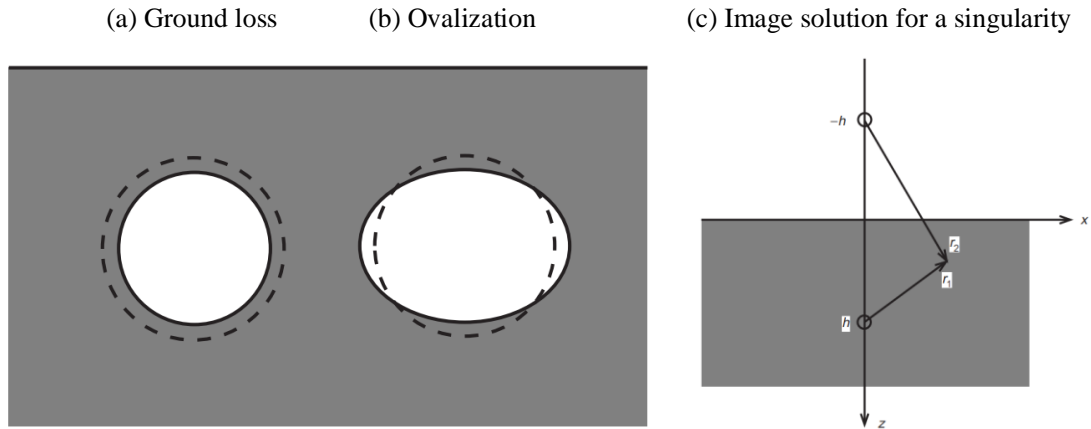 (a) Ground loss (b) Ovalization (c) Image solution for a singularity
-h
x
r2
r1
h
z